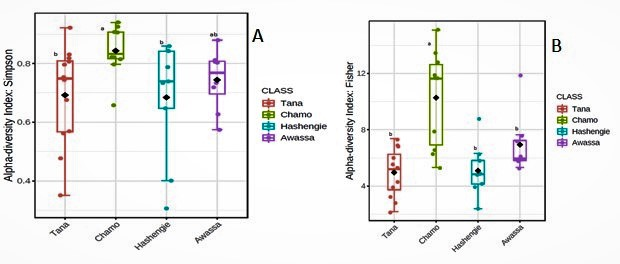 A
Alpha-diversity Index: Simpson
0.8
0.6
0.4
b
a
b
ab
Tana
Chamo
Hashengie
Awassa
CLASS
Tana
Chamo
Hashengie
Awassa
B
Alpha-diversity Index: Fisher
12
8
4
b
a
b
b
Tana
Chamo
Hashengie
Awassa
CLASS
Tana
Chamo
Hashengie
Awassa